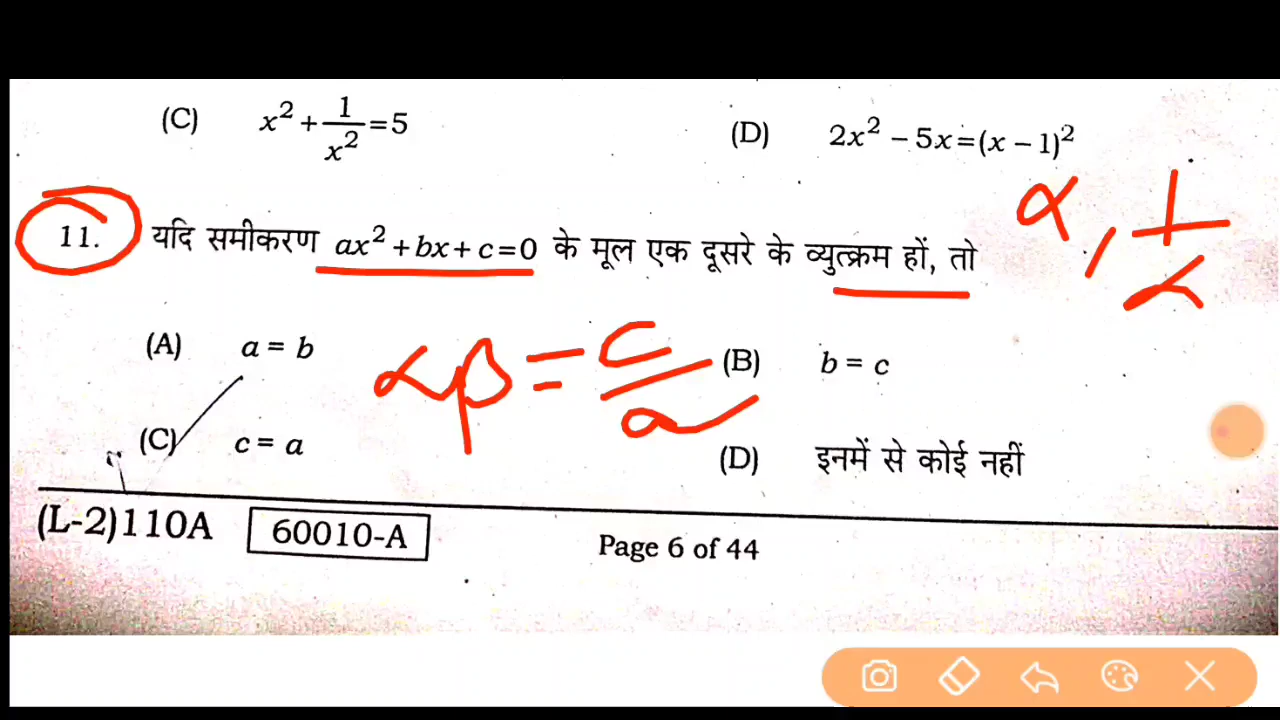 (C) x² + 1/x² = 5 (D) 2x² − 5x = (x − 1)²
11. यदि समीकरण ax² + bx + c = 0 के मूल एक दूसरे के व्युत्क्रम हों, तो
α, 1/α
(A) a = b (B) b = c
αβ = c/a
(C) c = a (D) इनमें से कोई नहीं
(L-2)110A 60010-A Page 6 of 44